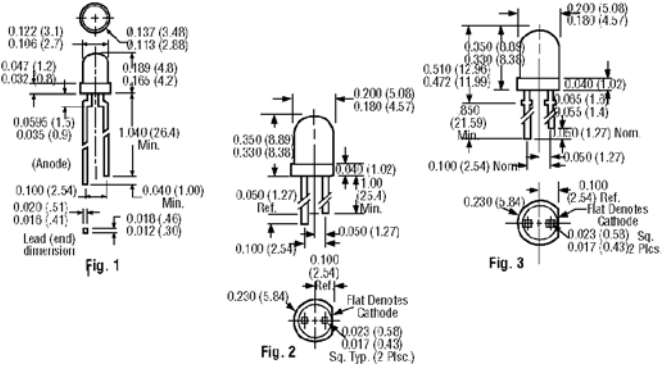 0.122 (3.1)
0.106 (2.7)
0.137 (3.48)
0.113 (2.88)
0.047 (1.2)
0.032 (0.8)
0.189 (4.8)
0.165 (4.2)
0.0595 (1.5)
0.035 (0.9)
1.040 (26.4)
Min.
(Anode)
0.100 (2.54)
0.040 (1.00)
Min.
0.020 (.51)
0.016 (.41)
0.018 (.46)
0.012 (.30)
Lead (end)
dimension
Fig. 1
0.200 (5.08)
0.180 (4.57)
0.350 (8.89)
0.330 (8.38)
0.040 (1.02)
0.050 (1.27)
Ref.
1.00
(25.4)
Min.
0.050 (1.27)
0.100
(2.54)
0.100
(2.54)
Ref.
0.230 (5.84)
Flat Denotes
Cathode
0.023 (0.58)
0.017 (0.43)
Sq. Typ. (2 Plsc.)
Fig. 2
0.200 (5.08)
0.180 (4.57)
0.350
0.330 (8.38)
0.510 (12.96)
0.472 (11.99)
0.040 (1.02)
.850
(21.59)
Min.
0.065
0.055 (1.4)
(1.27) Nom.
0.100 (2.54) Nom.
0.050 (1.27)
0.100
(2.54)
Ref.
0.230 (5.84)
Flat Denotes
Cathode
0.023 (0.58)
0.017 (0.43)
Sq.
2 Plcs.
Fig. 3